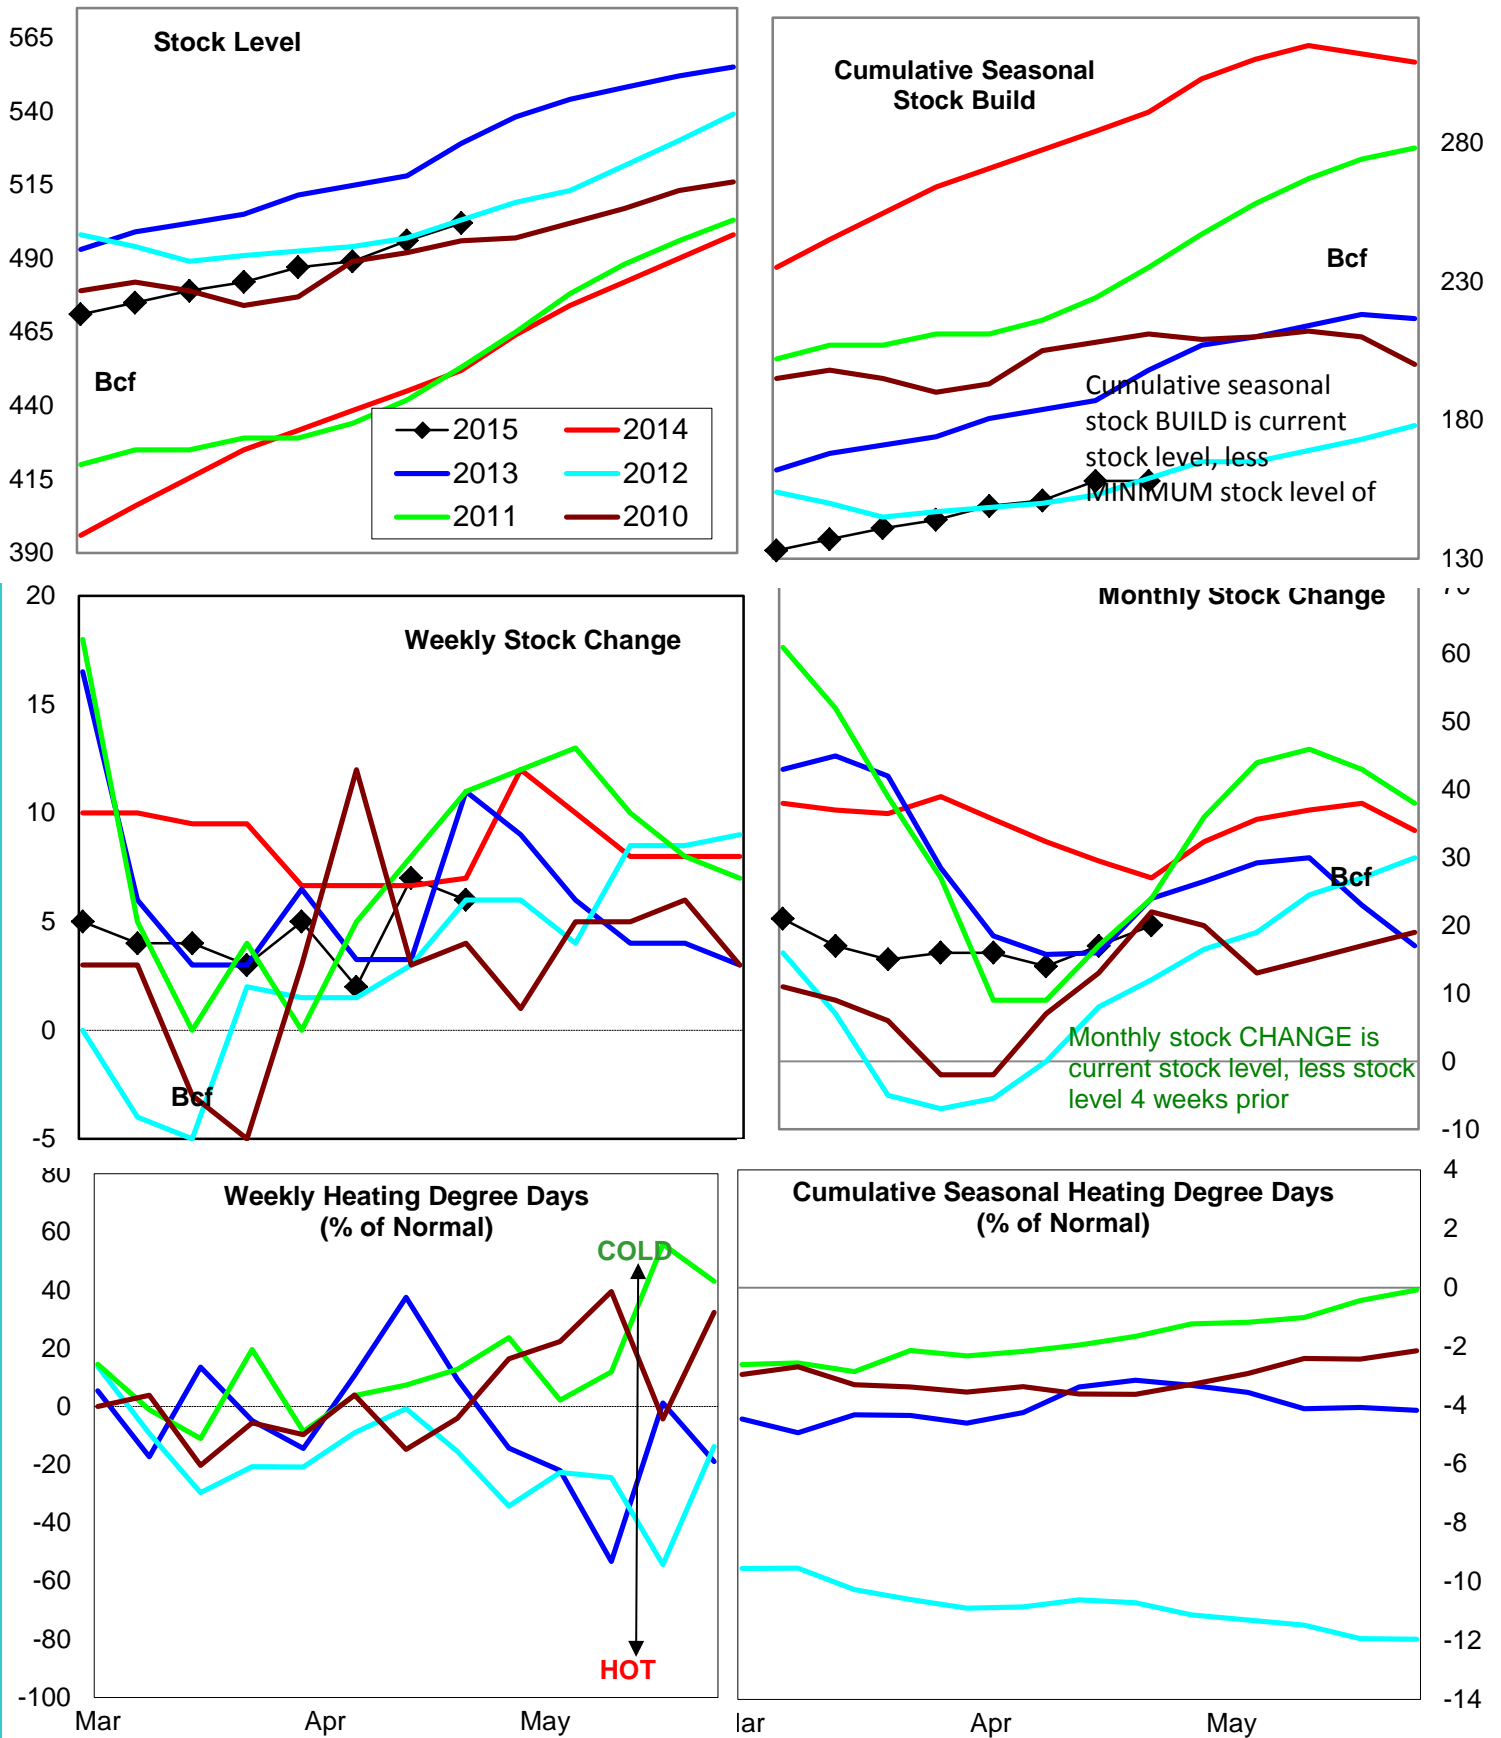 Stock Level
565
540
515
490
465
440
415
390
Bcf
2015
2014
2013
2012
2011
2010
Cumulative Seasonal
Stock Build
Bcf
280
230
180
130
Cumulative seasonal
stock BUILD is current
stock level, less
MINIMUM stock level of
Weekly Stock Change
20
15
10
5
0
-5
Bcf
Monthly Stock Change
70
60
50
40
30
20
10
0
-10
Bcf
Monthly stock CHANGE is
current stock level, less stock
level 4 weeks prior
Weekly Heating Degree Days
(% of Normal)
80
60
40
20
0
-20
-40
-60
-80
-100
COLD
HOT
Mar
Apr
May
Cumulative Seasonal Heating Degree Days
(% of Normal)
4
2
0
-2
-4
-6
-8
-10
-12
-14
Apr
May